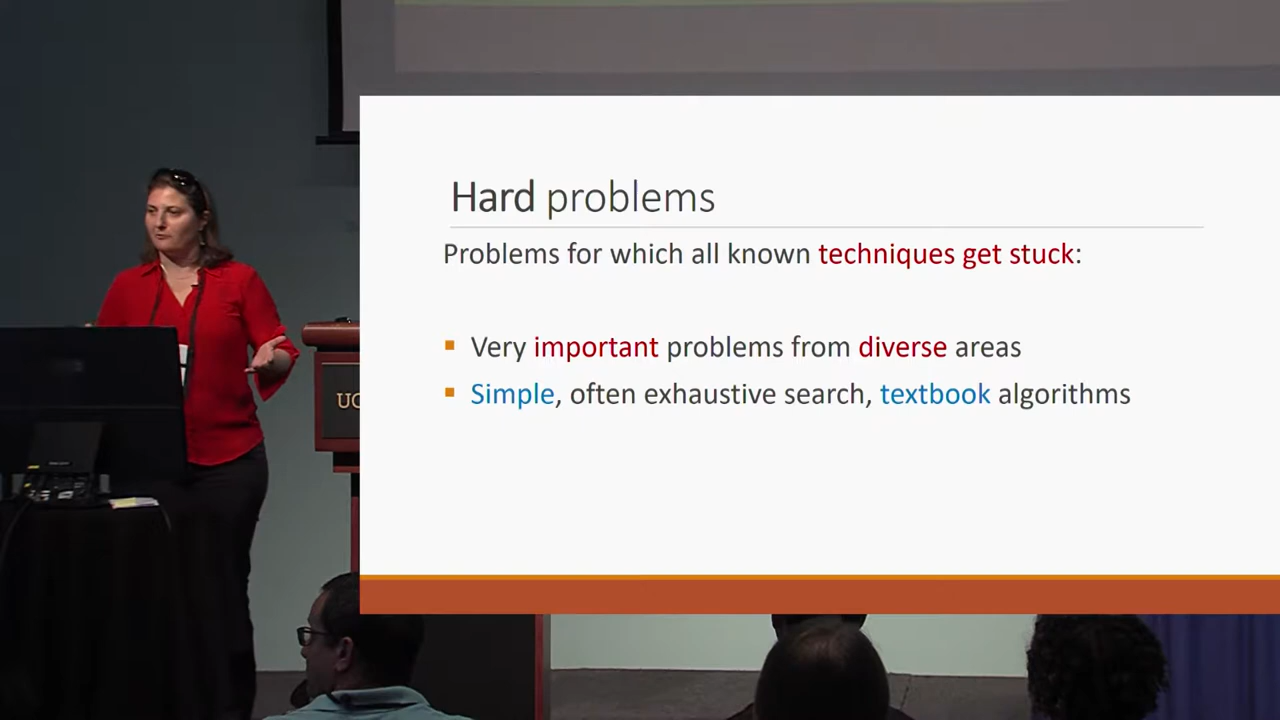 Hard problems
Problems for which all known techniques get stuck:
▪ Very important problems from diverse areas
▪ Simple, often exhaustive search, textbook algorithms
UC